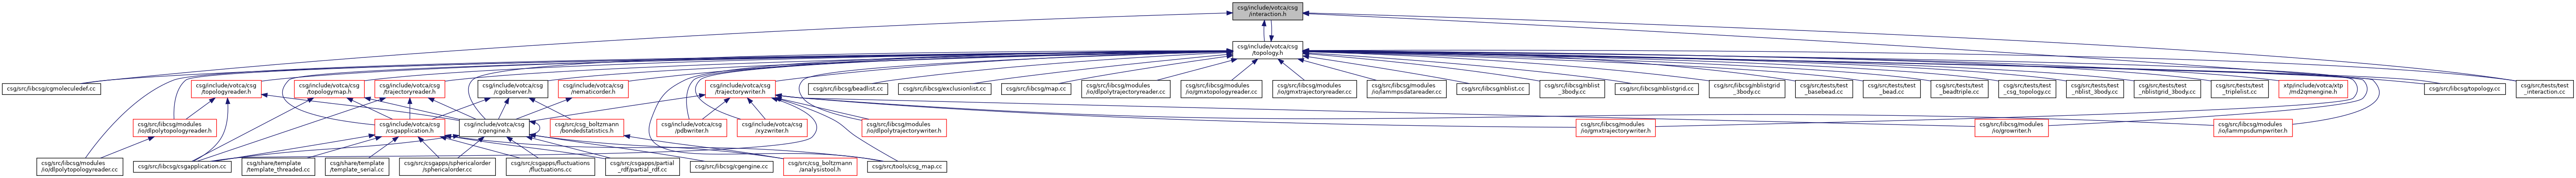 csg/include/votca/csg
/interaction.h
csg/include/votca/csg
/topology.h
csg/src/libcsg/cgmoleculedef.cc
csg/include/votca/csg
/topologyreader.h
csg/include/votca/csg
/topologymap.h
csg/include/votca/csg
/trajectoryreader.h
csg/include/votca/csg
/cgobserver.h
csg/include/votca/csg
/nematicorder.h
csg/include/votca/csg
/trajectorywriter.h
csg/src/libcsg/beadlist.cc
csg/src/libcsg/exclusionlist.cc
csg/src/libcsg/map.cc
csg/src/libcsg/modules
/io/dlpolytrajectoryreader.cc
csg/src/libcsg/modules
/io/gmxtopologyreader.cc
csg/src/libcsg/modules
/io/gmxtrajectoryreader.cc
csg/src/libcsg/modules
/io/lammpsdatareader.cc
csg/src/libcsg/nblist.cc
csg/src/libcsg/nblist
_3body.cc
csg/src/libcsg/nblistgrid.cc
csg/src/libcsg/nblistgrid
_3body.cc
csg/src/tests/test
_basebead.cc
csg/src/tests/test
_bead.cc
csg/src/tests/test
_beadtriple.cc
csg/src/tests/test
_csg_topology.cc
csg/src/tests/test
_nblist_3body.cc
csg/src/tests/test
_nblistgrid_3body.cc
csg/src/tests/test
_triplelist.cc
xtp/include/votca/xtp
/md2qmengine.h
csg/src/libcsg/topology.cc
csg/src/tests/test
_interaction.cc
csg/src/libcsg/modules
/io/dlpolytopologyreader.h
csg/include/votca/csg
/csgapplication.h
csg/include/votca/csg
/cgengine.h
csg/src/csg_boltzmann
/bondedstatistics.h
csg/include/votca/csg
/pdbwriter.h
csg/include/votca/csg
/xyzwriter.h
csg/src/libcsg/modules
/io/dlpolytrajectorywriter.h
csg/src/libcsg/modules
/io/gmxtrajectorywriter.h
csg/src/libcsg/modules
/io/growriter.h
csg/src/libcsg/modules
/io/lammpsdumpwriter.h
csg/src/libcsg/modules
/io/dlpolytopologyreader.cc
csg/src/libcsg/csgapplication.cc
csg/share/template
/template_threaded.cc
csg/share/template
/template_serial.cc
csg/src/csgapps/sphericalorder
/sphericalorder.cc
csg/src/csgapps/fluctuations
/fluctuations.cc
csg/src/csgapps/partial
_rdf/partial_rdf.cc
csg/src/libcsg/cgengine.cc
csg/src/csg_boltzmann
/analysistool.h
csg/src/tools/csg_map.cc